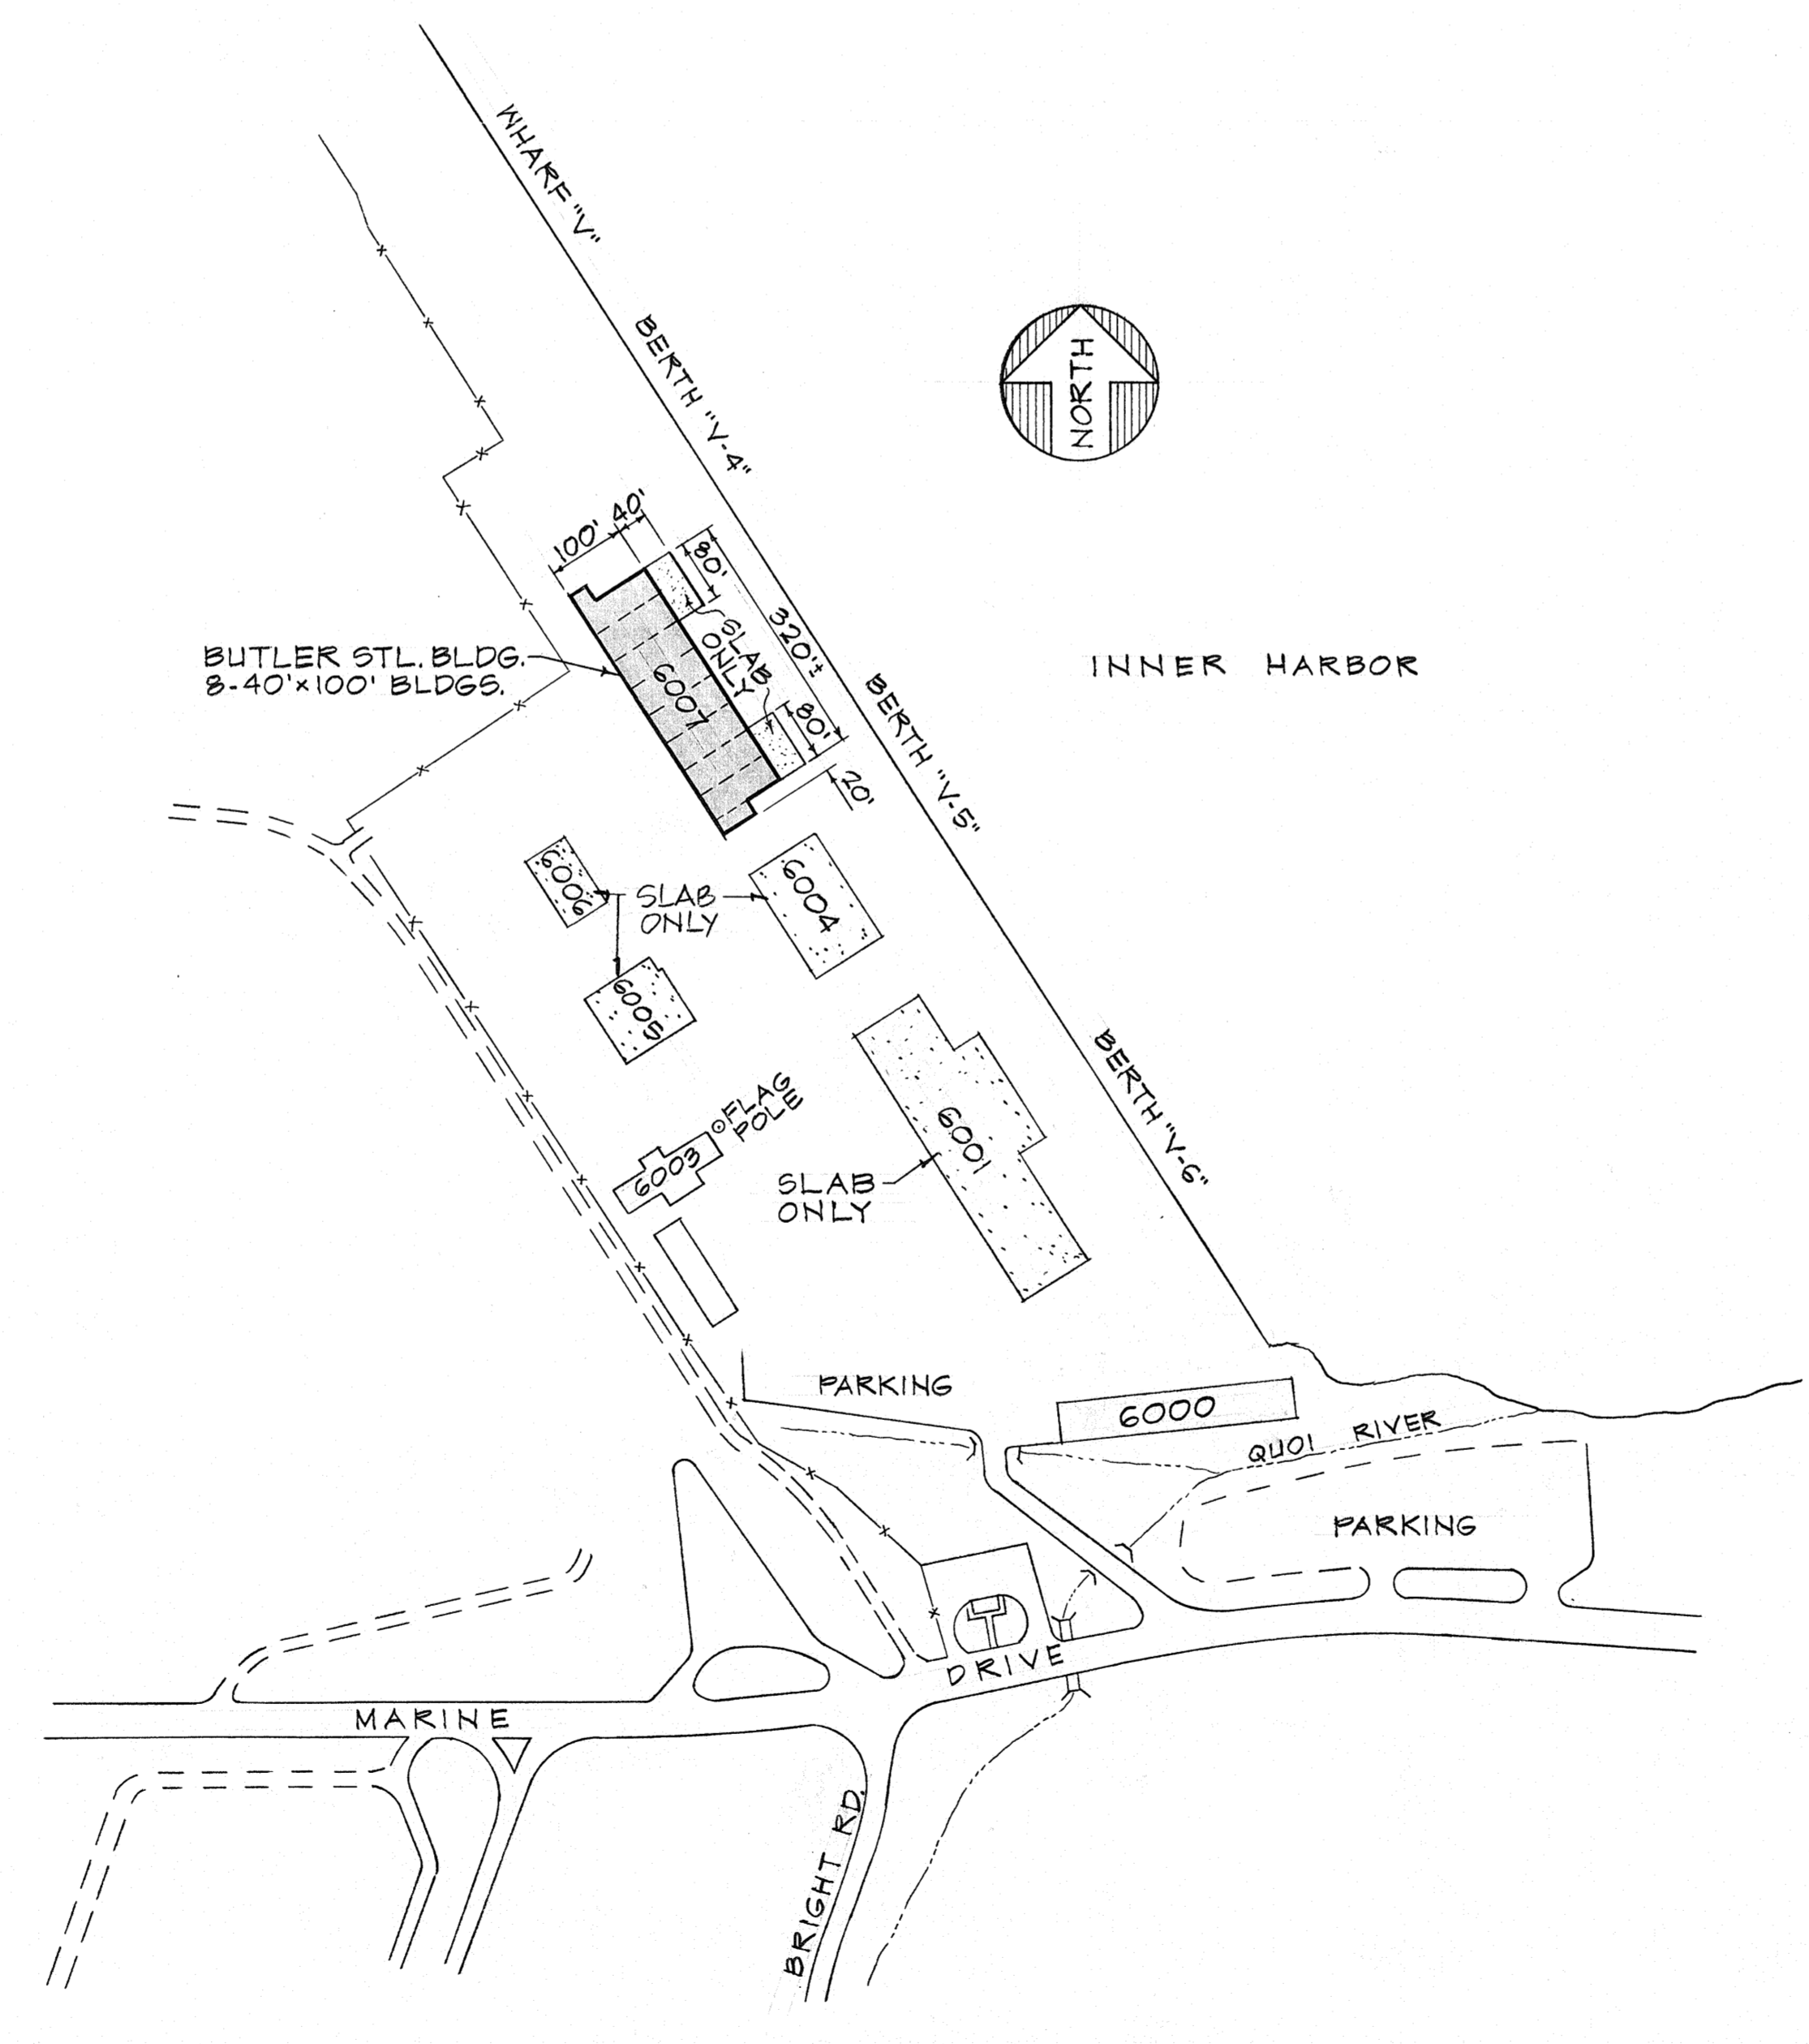 WHARF "V"
BERTH "V-4"
NORTH
40'
100'
80'
320'±
SLAB
ONLY
BUTLER STL. BLDG.
8-40'x100' BLDGS.
6007
INNER HARBOR
BERTH "V-5"
80'
20'
6006
SLAB
ONLY
6004
6005
BERTH "V-6"
FLAG
POLE
6003
6001
SLAB
ONLY
PARKING
6000
QUOI RIVER
PARKING
DRIVE
MARINE
BRIGHT RD.